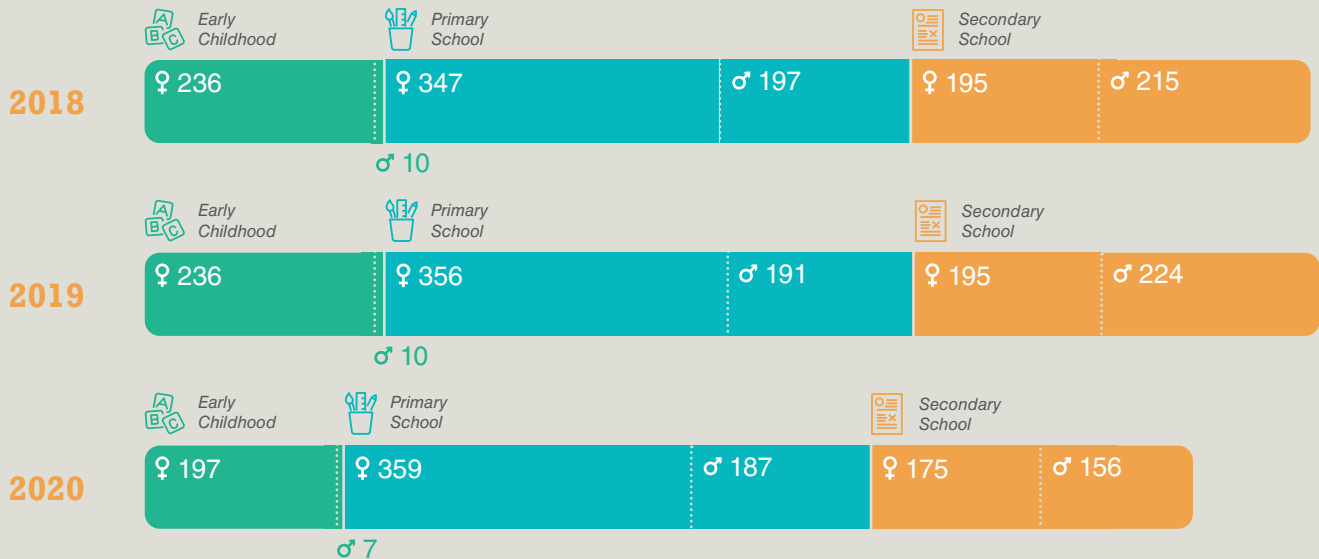 Early
Childhood
Primary
School
Secondary
School
2018
♀ 236
♂ 10
♀ 347
♂ 197
♀ 195
♂ 215
Early
Childhood
Primary
School
Secondary
School
2019
♀ 236
♂ 10
♀ 356
♂ 191
♀ 195
♂ 224
Early
Childhood
Primary
School
Secondary
School
2020
♀ 197
♂ 7
♀ 359
♂ 187
♀ 175
♂ 156